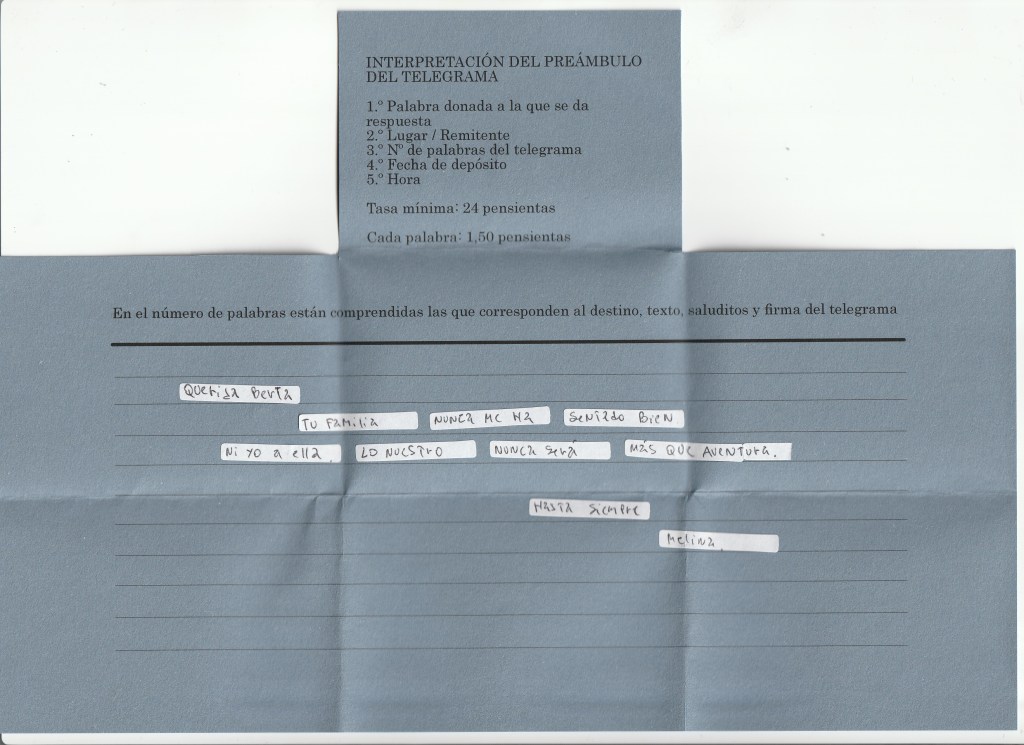 INTERPRETACIÓN DEL PREÁMBULO
DEL TELEGRAMA
1.º Palabra donada a la que se da
respuesta
2.º Lugar / Remitente
3.º Nº de palabras del telegrama
4.º Fecha de depósito
5.º Hora
Tasa mínima: 24 pensientas
Cada palabra: 1,50 pensientas
En el número de palabras están comprendidas las que corresponden al destino, texto, saluditos y firma del telegrama
Querida Berta
TU FAMILIA NUNCA ME HA SENTADO BIEN
Ni yo a ella. LO NUESTRO NUNCA SERÁ MÁS QUE AVENTURA.
HASTA SIEMPRE
Melina.